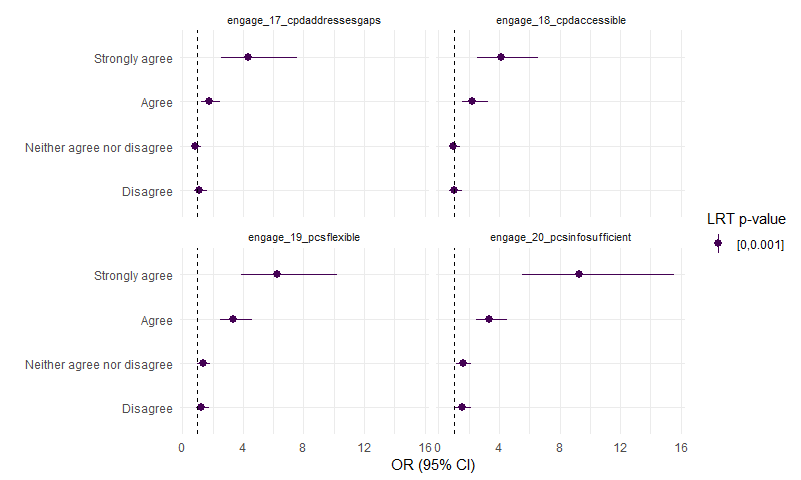 engage_17_cpdaddressesgaps engage_18_cpdaccessible
Strongly agree
Agree
Neither agree nor disagree
Disagree
engage_19_pcsflexible engage_20_pcsinfosufficient
Strongly agree
Agree
Neither agree nor disagree
Disagree
0 4 8 12 16 0 4 8 12 16
OR (95% CI)
LRT p-value
[0,0.001]